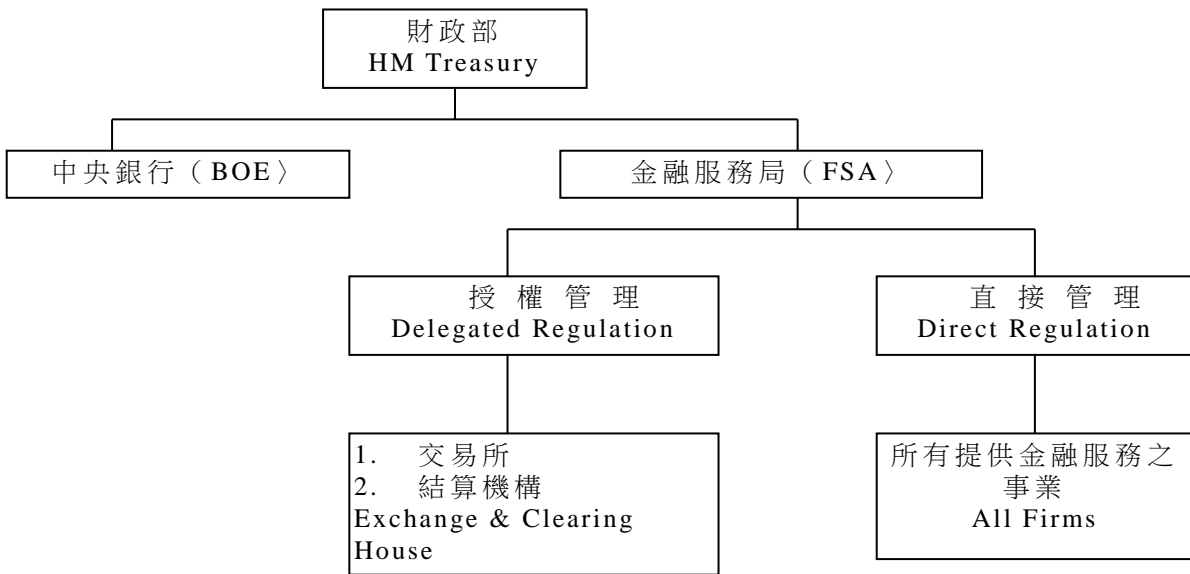 財政部
HM Treasury
中央銀行（BOE〉
金融服務局（FSA〉
授權管理
Delegated Regulation
直接管理
Direct Regulation
1. 交易所
2. 結算機構
Exchange & Clearing
House
所有提供金融服務之
事業
All Firms